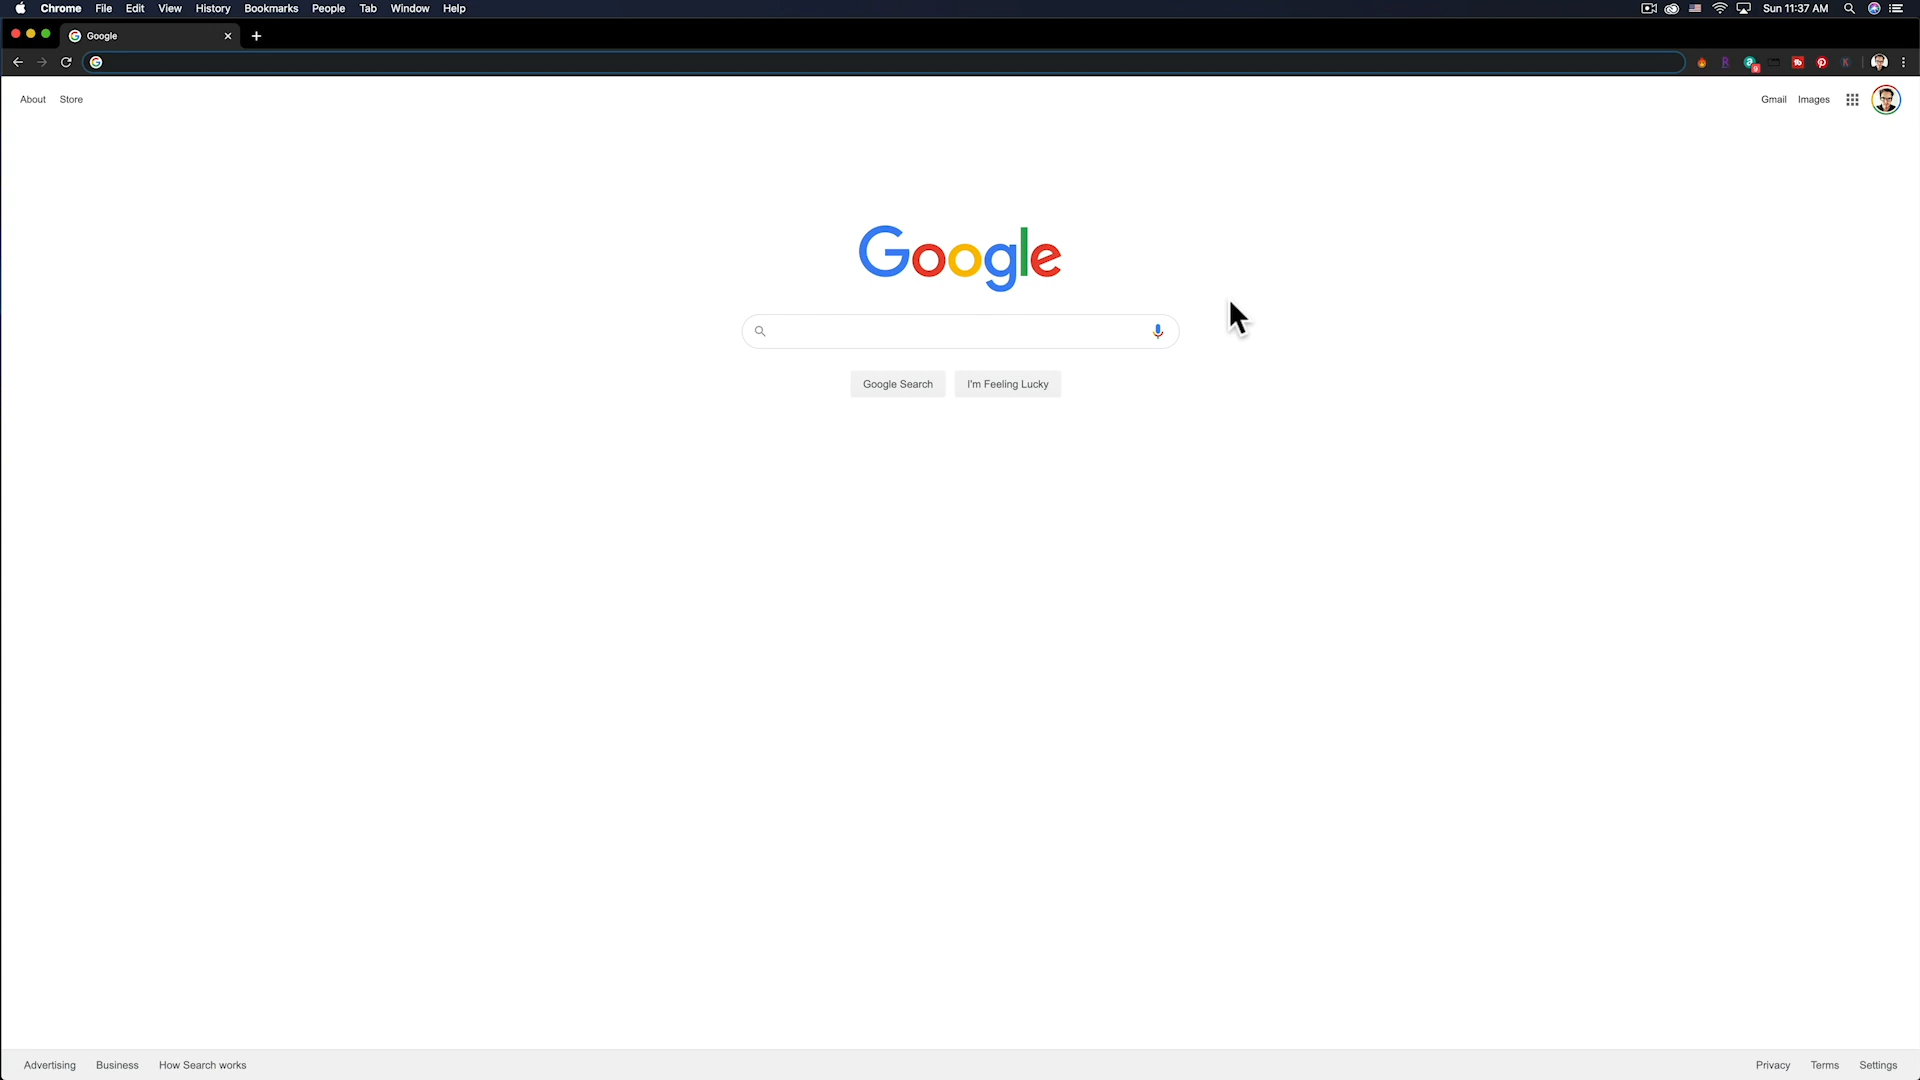 Chrome File Edit View History Bookmarks People Tab Window Help Sun 11:37 AM
Google
About Store Gmail Images
Google
Google Search I'm Feeling Lucky
Advertising Business How Search works Privacy Terms Settings